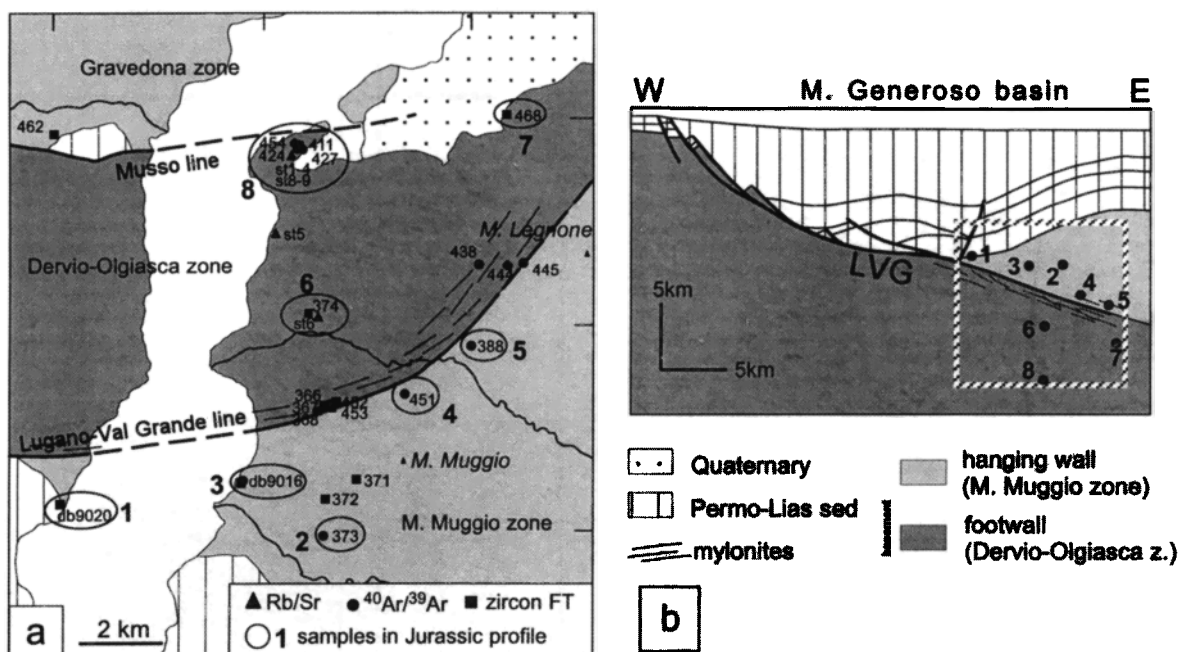 Gravedona zone
462
Musso line
454
411
424
427
st1-4
st8-9
8
468
7
st5
M. Legnone
438
444
445
Dervio-Olgiasca zone
6
374
st6
388
5
366
453
451
4
Lugano-Val Grande line
M. Muggio
3
db9016
371
372
db9020
1
2
373
M. Muggio zone
a
2 km
Rb/Sr
40Ar/39Ar
zircon FT
1 samples in Jurassic profile
W
M. Generoso basin
E
LVG
1
3
2
4
5
6
7
8
5km
5km
Quaternary
Permo-Lias sed
mylonites
basement
hanging wall
(M. Muggio zone)
footwall
(Dervio-Olgiasca z.)
b